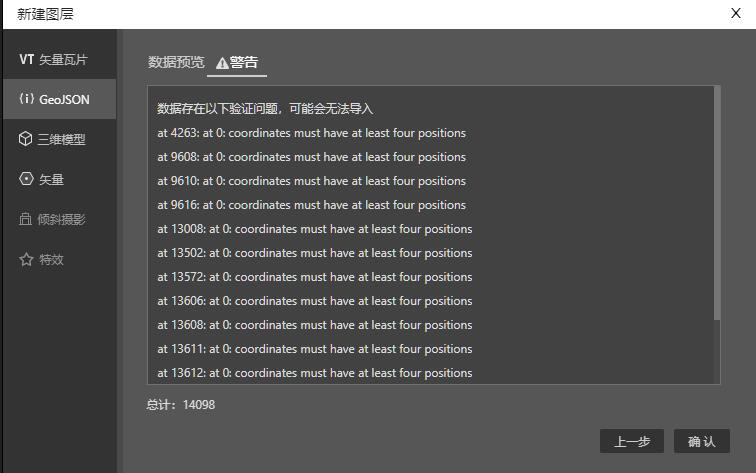 新建图层
X
VT 矢量瓦片
{i} GeoJSON
三维模型
矢量
倾斜摄影
特效
数据预览 警告
数据存在以下验证问题，可能会无法导入
at 4263: at 0: coordinates must have at least four positions
at 9608: at 0: coordinates must have at least four positions
at 9610: at 0: coordinates must have at least four positions
at 9616: at 0: coordinates must have at least four positions
at 13008: at 0: coordinates must have at least four positions
at 13502: at 0: coordinates must have at least four positions
at 13572: at 0: coordinates must have at least four positions
at 13606: at 0: coordinates must have at least four positions
at 13608: at 0: coordinates must have at least four positions
at 13611: at 0: coordinates must have at least four positions
at 13612: at 0: coordinates must have at least four positions
总计：14098
上一步 确认